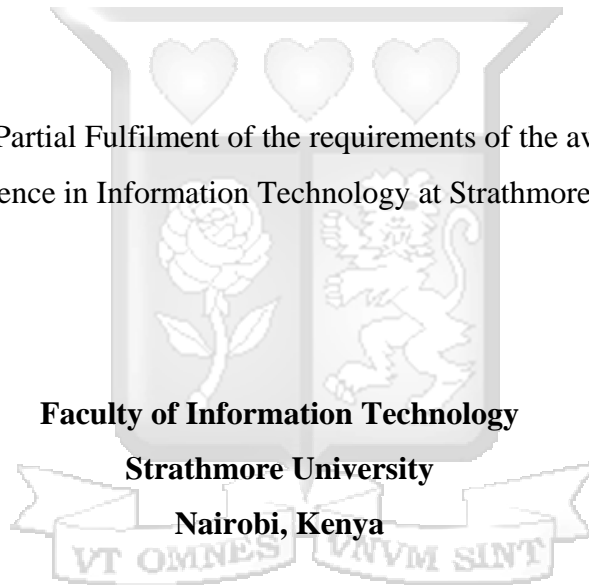 Partial Fulfilment of the requirements of the
ence in Information Technology at Strathmore
Faculty of Information Technology
Strathmore University
Nairobi, Kenya
VT OMNES VNVM SINT